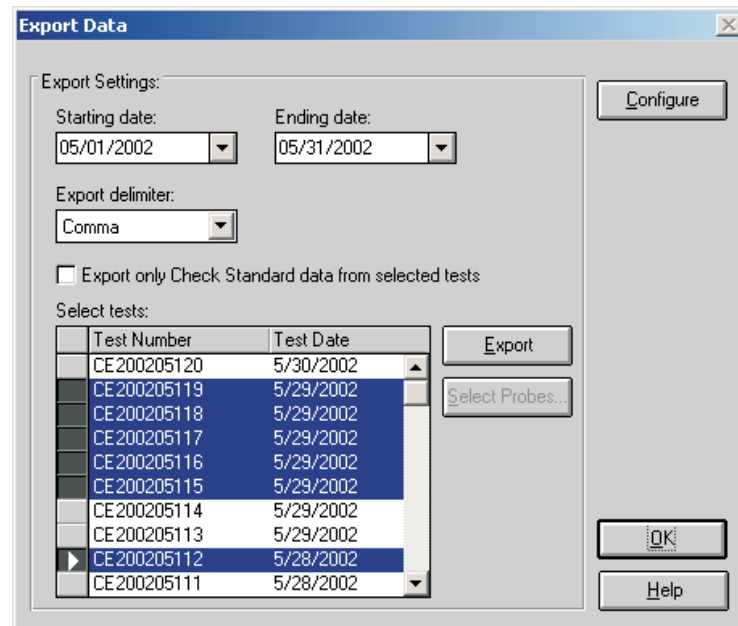 Export Data
Export Settings:
Configure
Starting date:
Ending date:
05/01/2002
05/31/2002
Export delimiter:
Comma
Export only Check Standard data from selected tests
Select tests:
Test Number Test Date
Export
CE200205120 5/30/2002
CE200205119 5/29/2002
Select Probes...
CE200205118 5/29/2002
CE200205117 5/29/2002
CE200205116 5/29/2002
CE200205115 5/29/2002
CE200205114 5/29/2002
CE200205113 5/29/2002
OK
CE200205112 5/28/2002
CE200205111 5/28/2002
Help